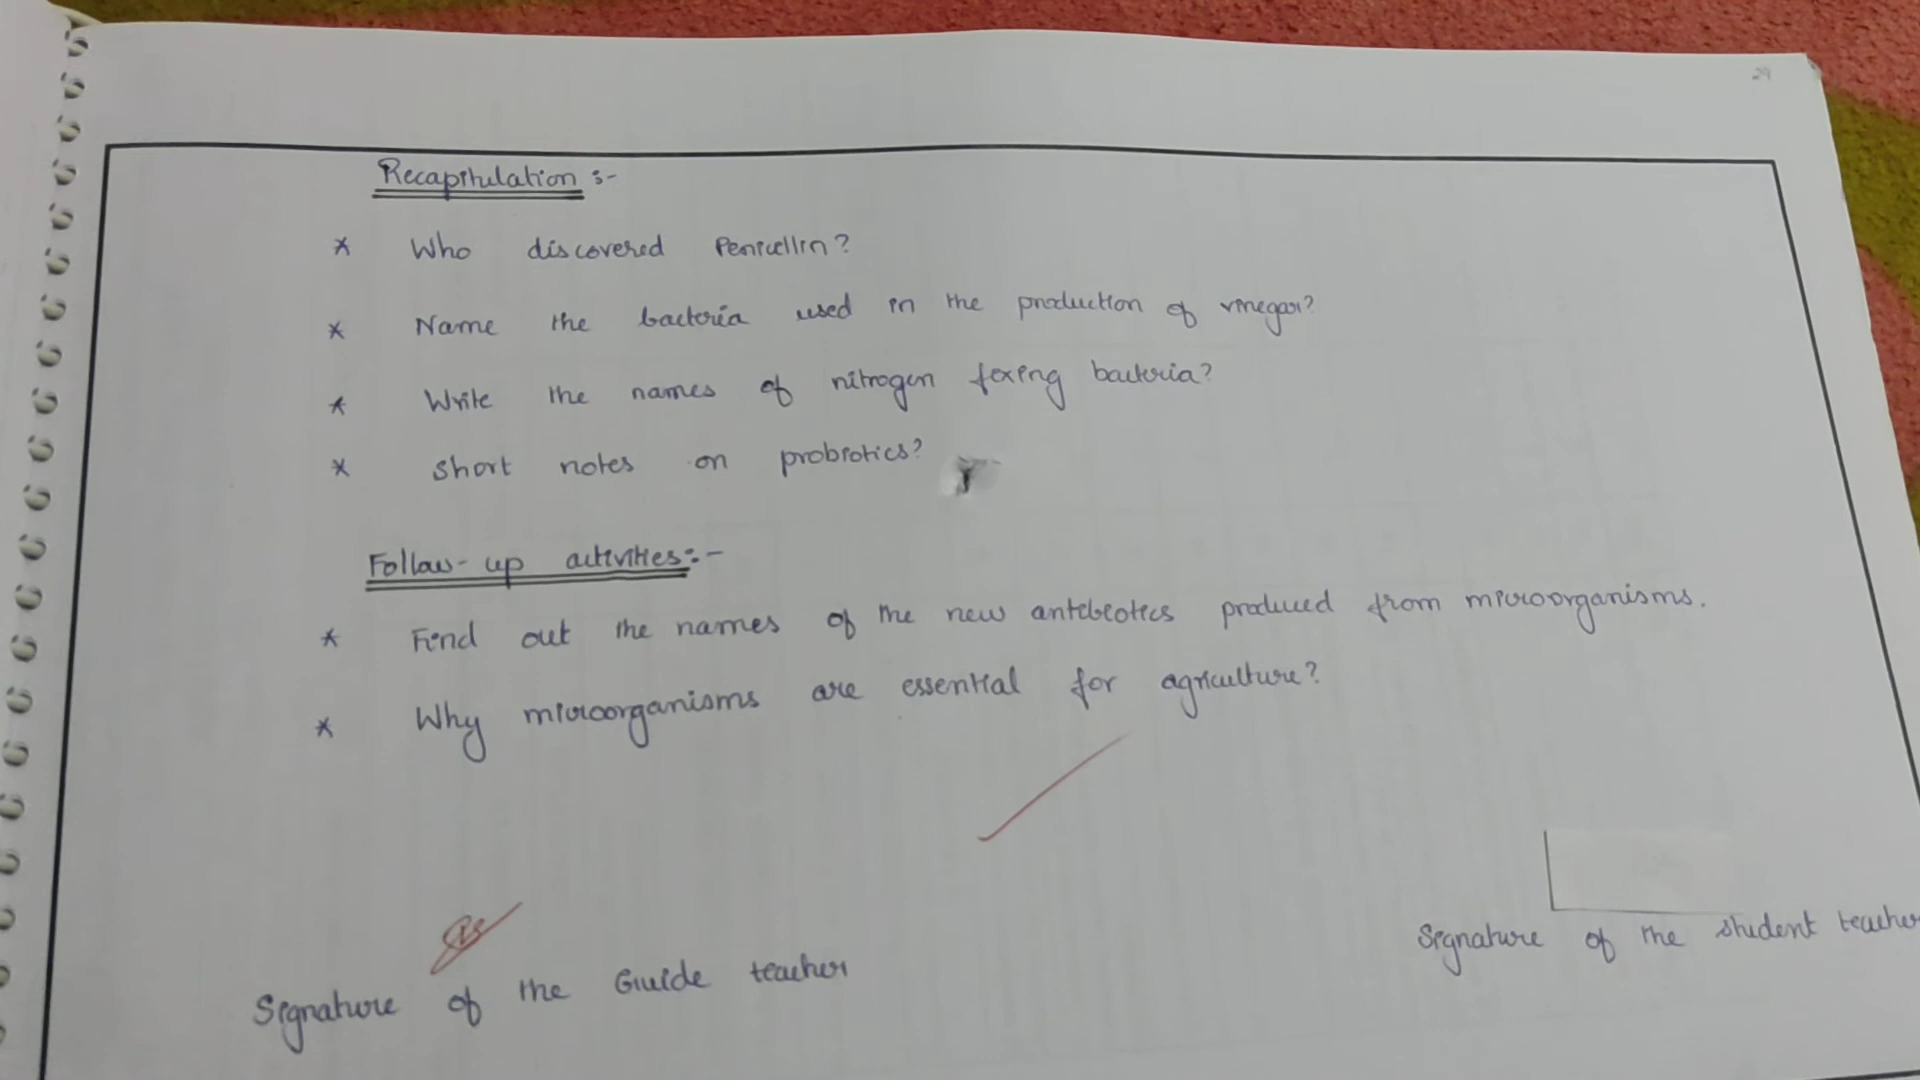 29
Recapitulation :-
* Who discovered Penicillin?
* Name the bacteria used in the production of vinegar?
* Write the names of nitrogen fixing bacteria?
* Short notes on probiotics?
Follow-up activities:-
* Find out the names of the new antibiotics produced from microorganisms.
* Why microorganisms are essential for agriculture?
Signature of the Guide teacher
Signature of the student teacher